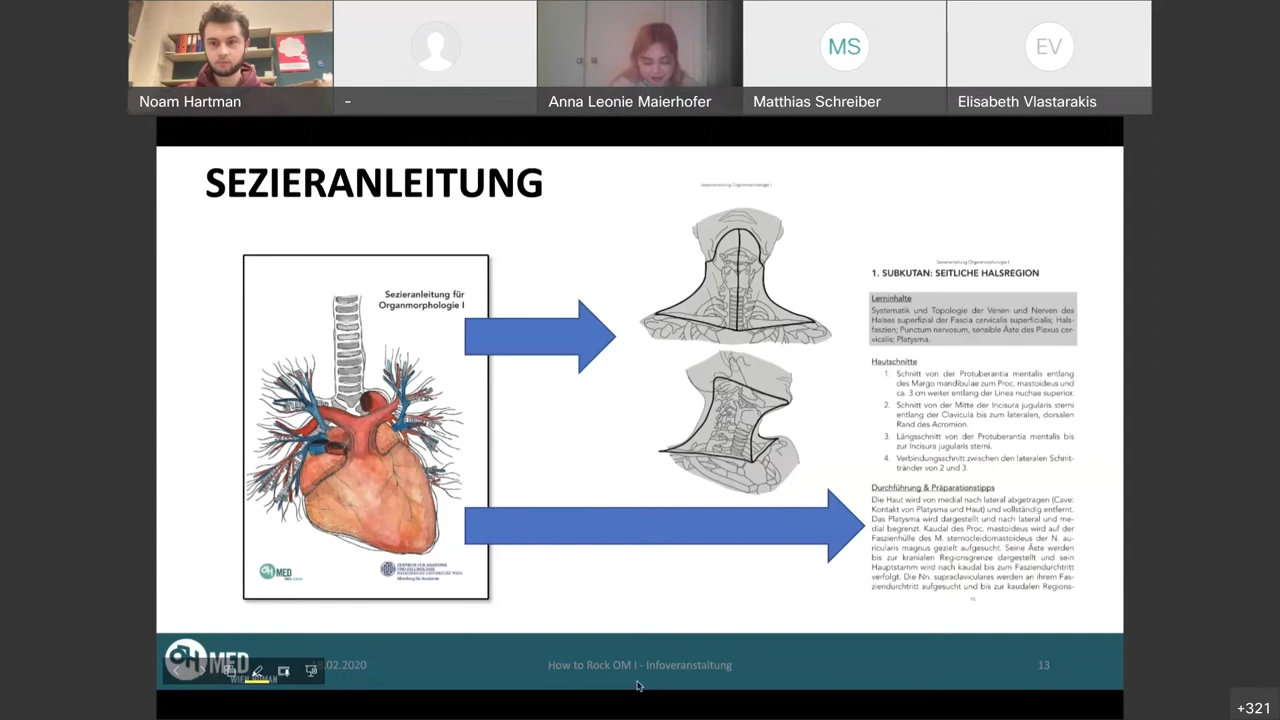 Noam Hartman
-
Anna Leonie Maierhofer
MS
Matthias Schreiber
EV
Elisabeth Vlastarakis
SEZIERANLEITUNG
Sezieranleitung für
Organmorphologie I
MED
Sezieranleitung Organmorphologie I
Sezieranleitung Organmorphologie I
1. SUBKUTAN: SEITLICHE HALSREGION
Lerninhalte
Systematik und Topologie der Venen und Nerven des
Halses superfizial der Fascia cervicalis superficialis; Hals-
faszien; Punctum nervosum, sensible Äste des Plexus cer-
vicalis; Platysma.
Hautschnitte
1. Schnitt von der Protuberantia mentalis entlang
des Margo mandibulae zum Proc. mastoideus und
ca. 3 cm weiter entlang der Linea nuchae superior.
2. Schnitt von der Mitte der Incisura jugularis sterni
entlang der Clavicula bis zum lateralen, dorsalen
Rand des Acromion.
3. Längsschnitt von der Protuberantia mentalis bis
zur Incisura jugularis sterni.
4. Verbindungsschnitt zwischen den lateralen Schnit-
tränder von 2 und 3.
Durchführung & Präparationstipps
Die Haut wird von medial nach lateral abgetragen (Cave:
Kontakt von Platysma und Haut) und vollständig entfernt.
Das Platysma wird dargestellt und nach lateral und me-
dial begrenzt. Kaudal des Proc. mastoideus wird auf der
Faszienhülle des M. sternocleidomastoideus der N. au-
ricularis magnus gezielt aufgesucht. Seine Äste werden
bis zur kranialen Regionsgrenze dargestellt und sein
Hauptstamm wird nach kaudal bis zum Fasziendurchtritt
verfolgt. Die Nn. supraclaviculares werden an ihrem Fas-
ziendurchtritt aufgesucht und bis zur kaudalen Regions-
15
MED
.02.2020
How to Rock OM I - Infoveranstaltung
13
+321